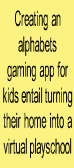 Creating an
alphabets
gaming app for
kids entail turning
their home into a
virtual playschool